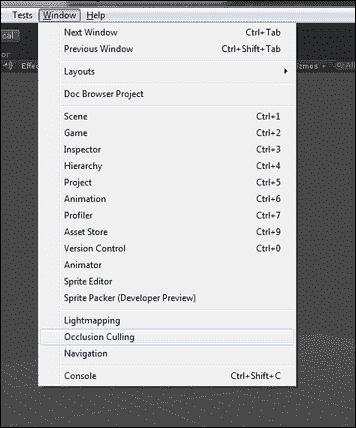 Tests Window Help
cal
or
Effe
Gizmos
All
Next Window Ctrl+Tab
Previous Window Ctrl+Shift+Tab
Layouts
Doc Browser Project
Scene Ctrl+1
Game Ctrl+2
Inspector Ctrl+3
Hierarchy Ctrl+4
Project Ctrl+5
Animation Ctrl+6
Profiler Ctrl+7
Asset Store Ctrl+9
Version Control Ctrl+0
Animator
Sprite Editor
Sprite Packer (Developer Preview)
Lightmapping
Occlusion Culling
Navigation
Console Ctrl+Shift+C